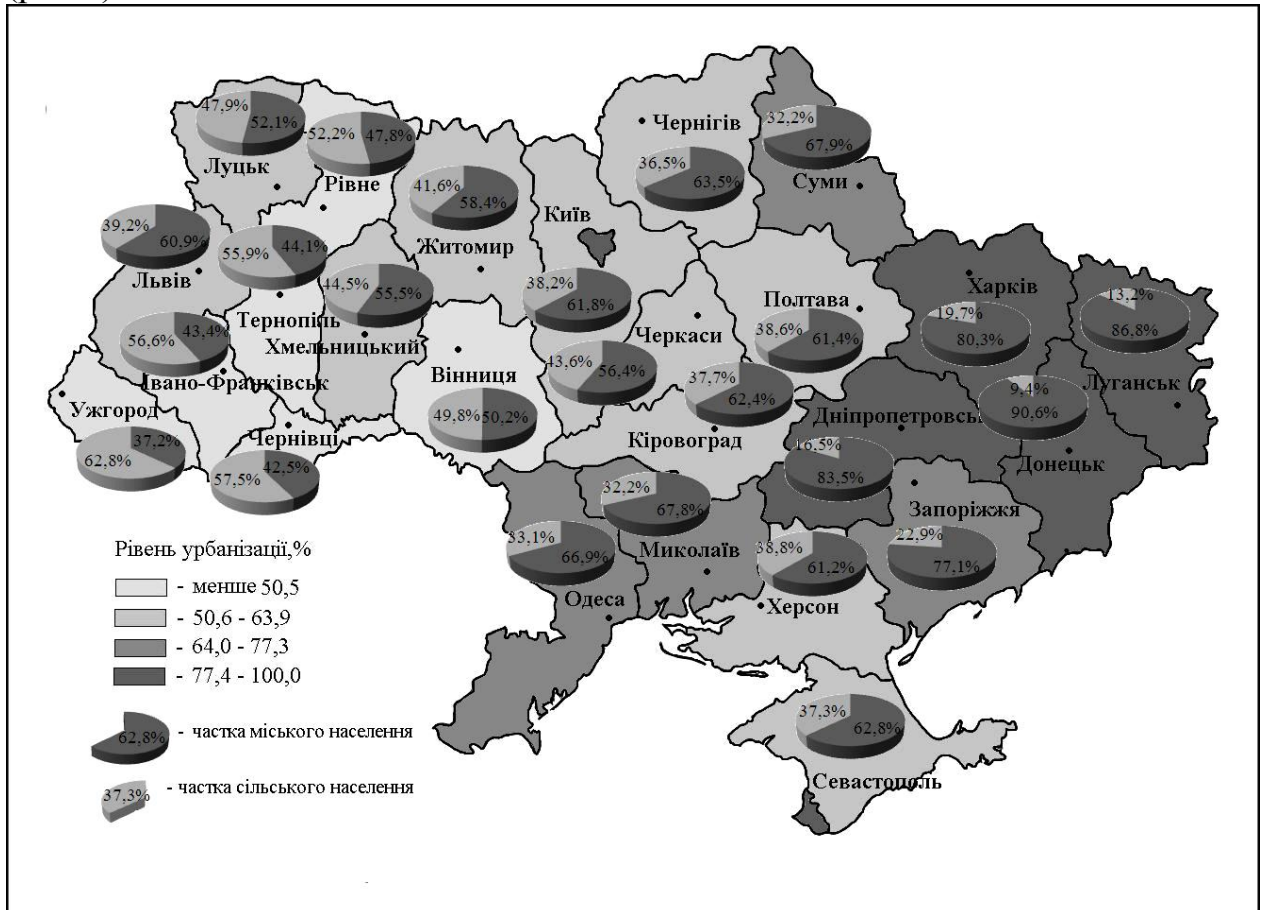 47,9%
52,1%
Луцьк
52,2%
47,8%
Рівне
41,6%
58,4%
Житомир
Київ
Чернігів
36,5%
63,5%
32,2%
67,9%
Суми
39,2%
60,9%
Львів
55,9%
44,1%
Тернопіль
44,5%
55,5%
Хмельницький
38,2%
61,8%
Черкаси
43,6%
56,4%
Полтава
38,6%
61,4%
Харків
19,7%
80,3%
13,2%
86,8%
Луганськ
56,6%
43,4%
Івано-Франківськ
Вінниця
49,8%
50,2%
37,7%
62,4%
Кіровоград
Дніпропетровськ
16,5%
83,5%
9,4%
90,6%
Донецьк
Ужгород
37,2%
62,8%
Чернівці
57,5%
42,5%
32,2%
67,8%
Миколаїв
33,1%
66,9%
Одеса
38,8%
61,2%
Херсон
Запоріжжя
22,9%
77,1%
37,3%
62,8%
Севастополь
Рівень урбанізації,%
- менше 50,5
- 50,6 - 63,9
- 64,0 - 77,3
- 77,4 - 100,0
62,8%
- частка міського населення
37,3%
- частка сільського населення